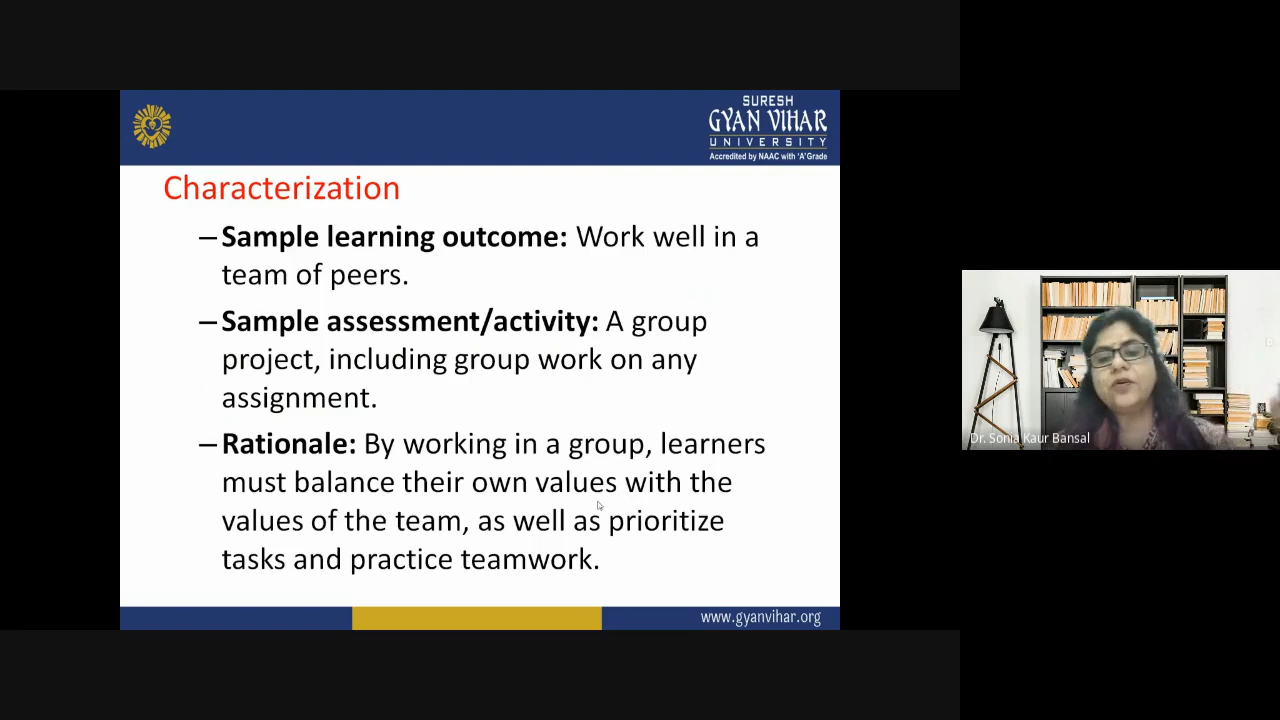 SURESH
GYAN VIHAR
UNIVERSITY
Accredited by NAAC with 'A' Grade
Characterization
– Sample learning outcome: Work well in a
team of peers.
– Sample assessment/activity: A group
project, including group work on any
assignment.
– Rationale: By working in a group, learners
must balance their own values with the
values of the team, as well as prioritize
tasks and practice teamwork.
www.gyanvihar.org
Dr. Sonia Kaur Bansal